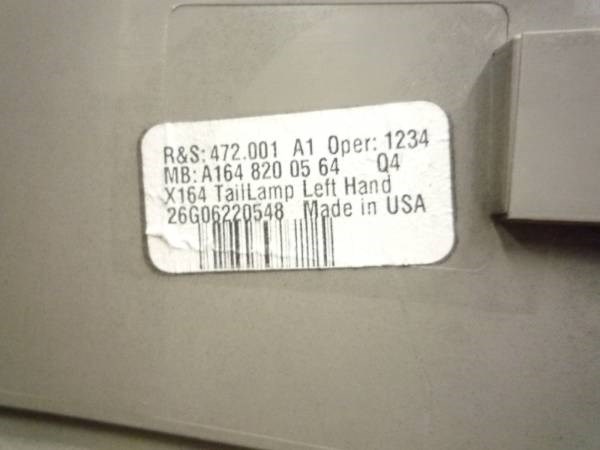 R&S: 472.001 A1 Oper: 1234
MB: A164 820 05 64 Q4
X164 TailLamp Left Hand
26G06220548 Made in USA